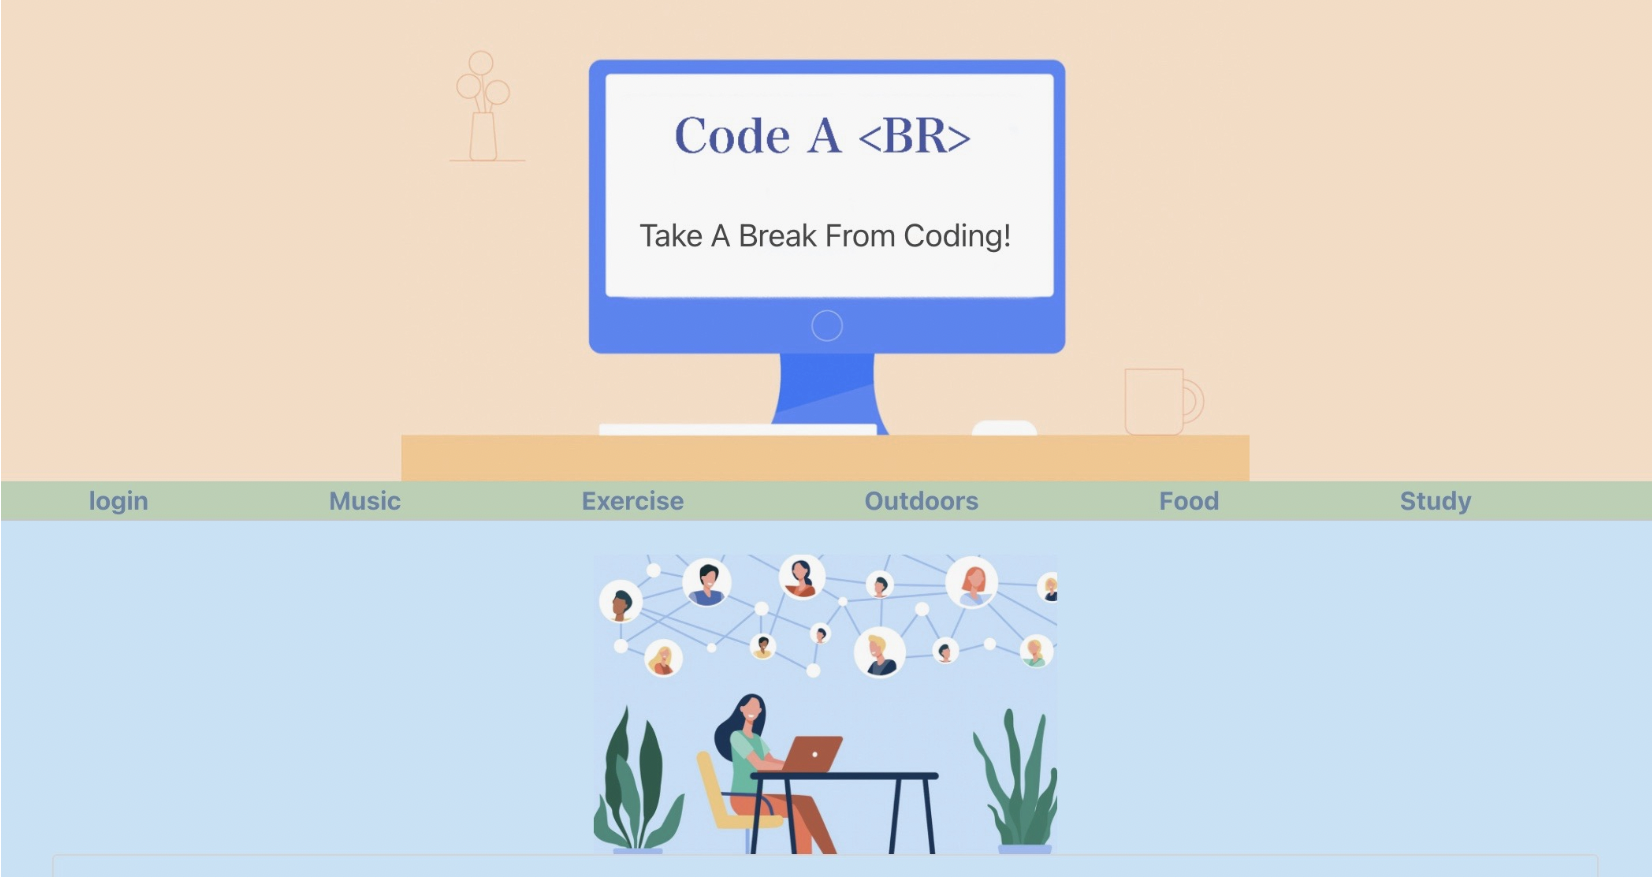 Code A <BR>
Take A Break From Coding!
login Music Exercise Outdoors Food Study